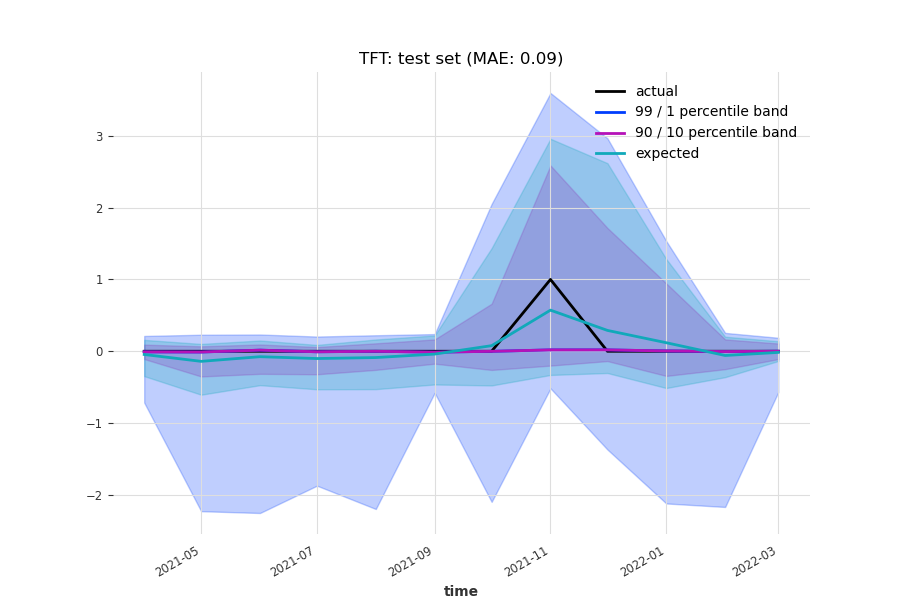 TFT: test set (MAE: 0.09)
actual
99 / 1 percentile band
90 / 10 percentile band
expected
3
2
1
0
−1
−2
2021-05
2021-07
2021-09
2021-11
2022-01
2022-03
time